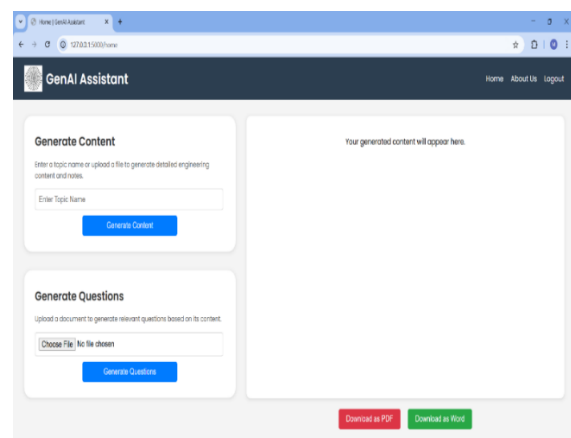 Home | GenAI Assistant
127.0.0.1:5000/home
GenAI Assistant
Home About Us Logout
Generate Content
Enter a topic name or upload a file to generate detailed engineering
content and notes.
Enter Topic Name
Generate Content
Generate Questions
Upload a document to generate relevant questions based on its content.
Choose File No file chosen
Generate Questions
Your generated content will appear here.
Download as PDF
Download as Word